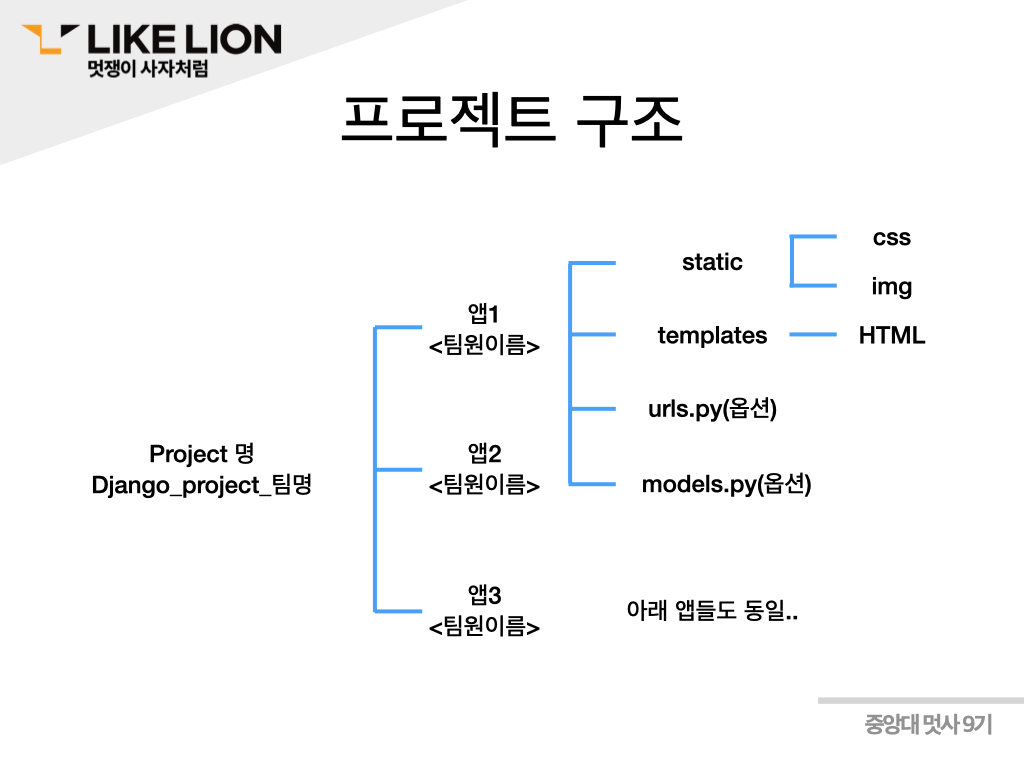 LIKE LION
멋쟁이 사자처럼
프로젝트 구조
Project 명
Django_project_팀명
앱1
<팀원이름>
static
css
img
templates
HTML
urls.py(옵션)
models.py(옵션)
앱2
<팀원이름>
앱3
<팀원이름>
아래 앱들도 동일..
중앙대 멋사 9기